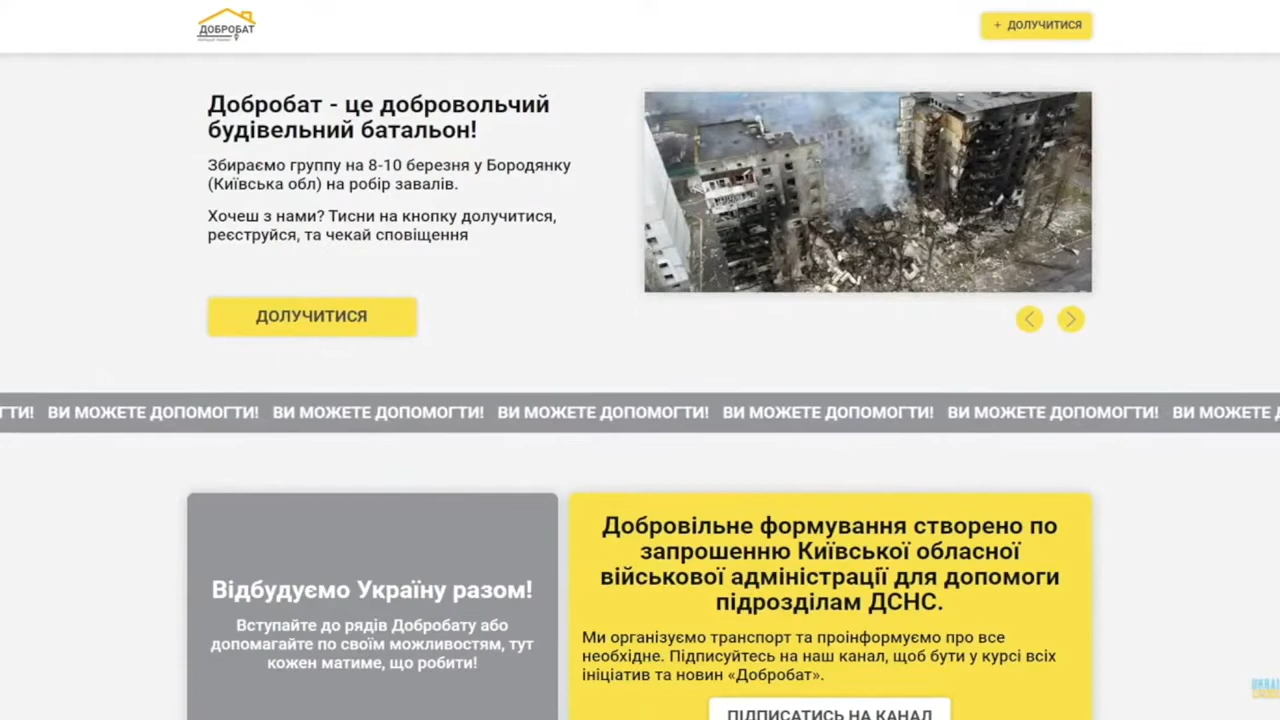 ДОБРОБАТ
+ ДОЛУЧИТИСЯ
Добробат - це добровольчий
будівельний батальон!
Збираємо группу на 8-10 березня у Бородянку
(Київська обл) на робір завалів.
Хочеш з нами? Тисни на кнопку долучитися,
реєструйся, та чекай сповіщення
ДОЛУЧИТИСЯ
ГТИ! ВИ МОЖЕТЕ ДОПОМОГТИ! ВИ МОЖЕТЕ ДОПОМОГТИ! ВИ МОЖЕТЕ ДОПОМОГТИ! ВИ МОЖЕТЕ ДОПОМОГТИ! ВИ МОЖЕТЕ ДОПОМОГТИ! ВИ МОЖЕТЕ
Відбудуємо Україну разом!
Вступайте до рядів Добробату або
допомагайте по своїм можливостям, тут
кожен матиме, що робити!
Добровільне формування створено по
запрошенню Київської обласної
військової адміністрації для допомоги
підрозділам ДСНС.
Ми організуємо транспорт та проінформуємо про все
необхідне. Підписуйтесь на наш канал, щоб бути у курсі всіх
ініціатив та новин «Добробат».
ПІДПИСАТИСЬ НА КАНАЛ